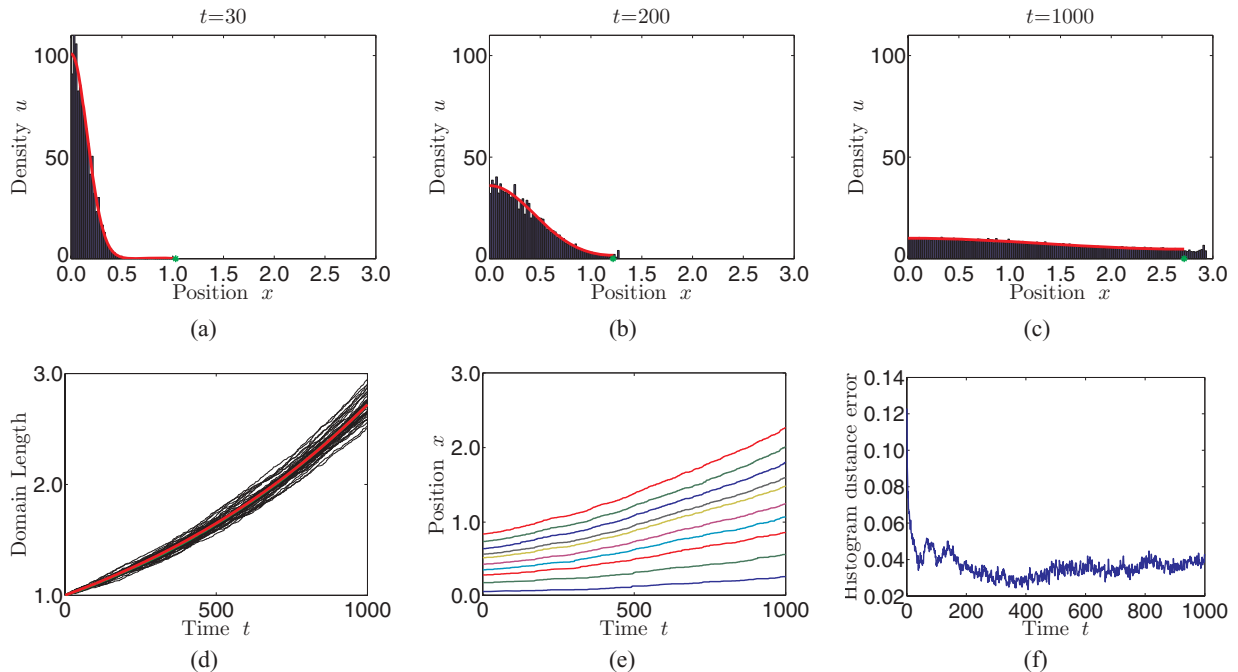 t=30
t=200
t=1000
Density u
100
50
0
0.0 0.5 1.0 1.5 2.0 2.5 3.0
Position x
(a)
Density u
100
50
0
0.0 0.5 1.0 1.5 2.0 2.5 3.0
Position x
(b)
Density u
100
50
0
0.0 0.5 1.0 1.5 2.0 2.5 3.0
Position x
(c)
Domain Length
3.0
2.0
1.0
0 500 1000
Time t
(d)
Position x
3.0
2.0
1.0
0.0
0 500 1000
Time t
(e)
Histogram distance error
0.14
0.12
0.10
0.08
0.06
0.04
0.02
0 200 400 600 800 1000
Time t
(f)